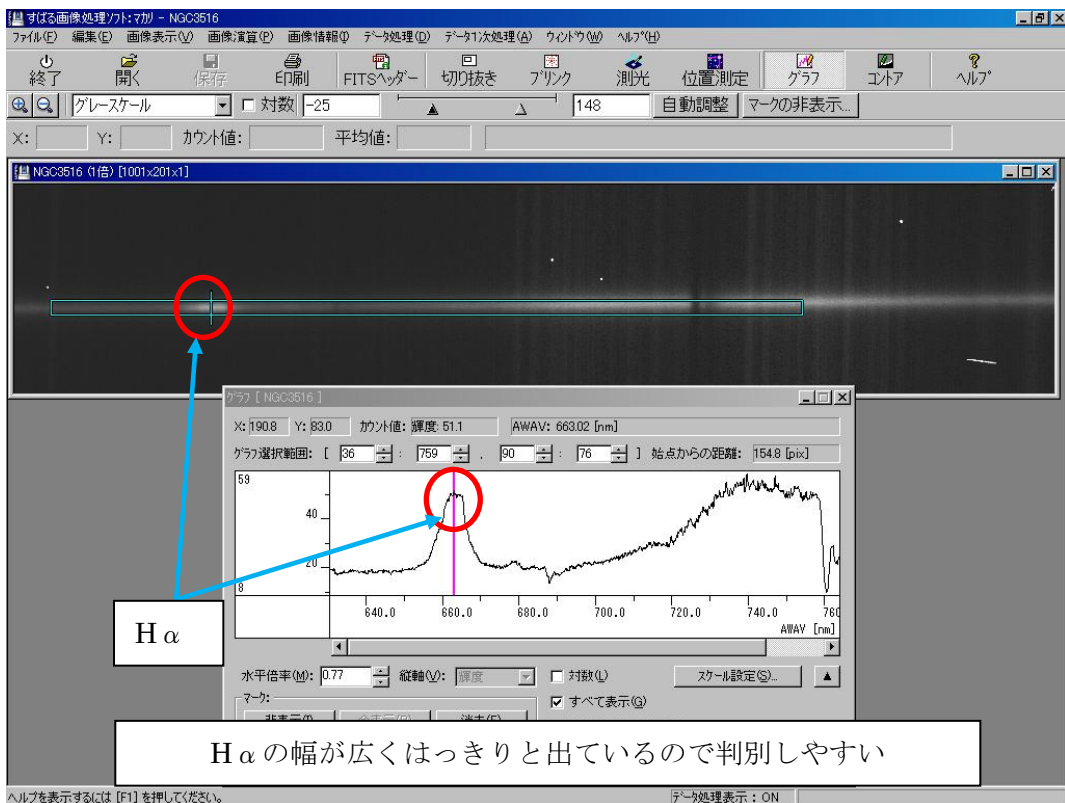 すばる画像処理ソフト:マカリ - NGC3516
ファイル(F) 編集(E) 画像表示(V) 画像演算(P) 画像情報(I) データ処理(D) データ1次処理(A) ウィンドウ(W) ヘルプ(H)
終了 開く 保存 印刷 FITSヘッダー 切り抜き ブリンク 測光 位置測定 グラフ コントア ヘルプ
グレースケール 対数 -25 148 自動調整 マークの非表示...
X: Y: カウント値: 平均値:
NGC3516 (1倍) [1001x201x1]
グラフ [ NGC3516 ]
X: 190.8 Y: 83.0 カウント値: 輝度: 51.1 AWAV: 663.02 [nm]
グラフ選択範囲: [ 36 : 759 , 90 : 76 ] 始点からの距離: 154.8 [pix]
59
40
20
8
640.0 660.0 680.0 700.0 720.0 740.0 760
AWAV [nm]
Hα
水平倍率(M): 0.77 縦軸(V): 輝度 対数(L) スケール設定(S)... ▲
マーク: すべて表示(G)
Hαの幅が広くはっきりと出ているので判別しやすい
ヘルプを表示するには [F1] を押してください。 データ処理表示:ON